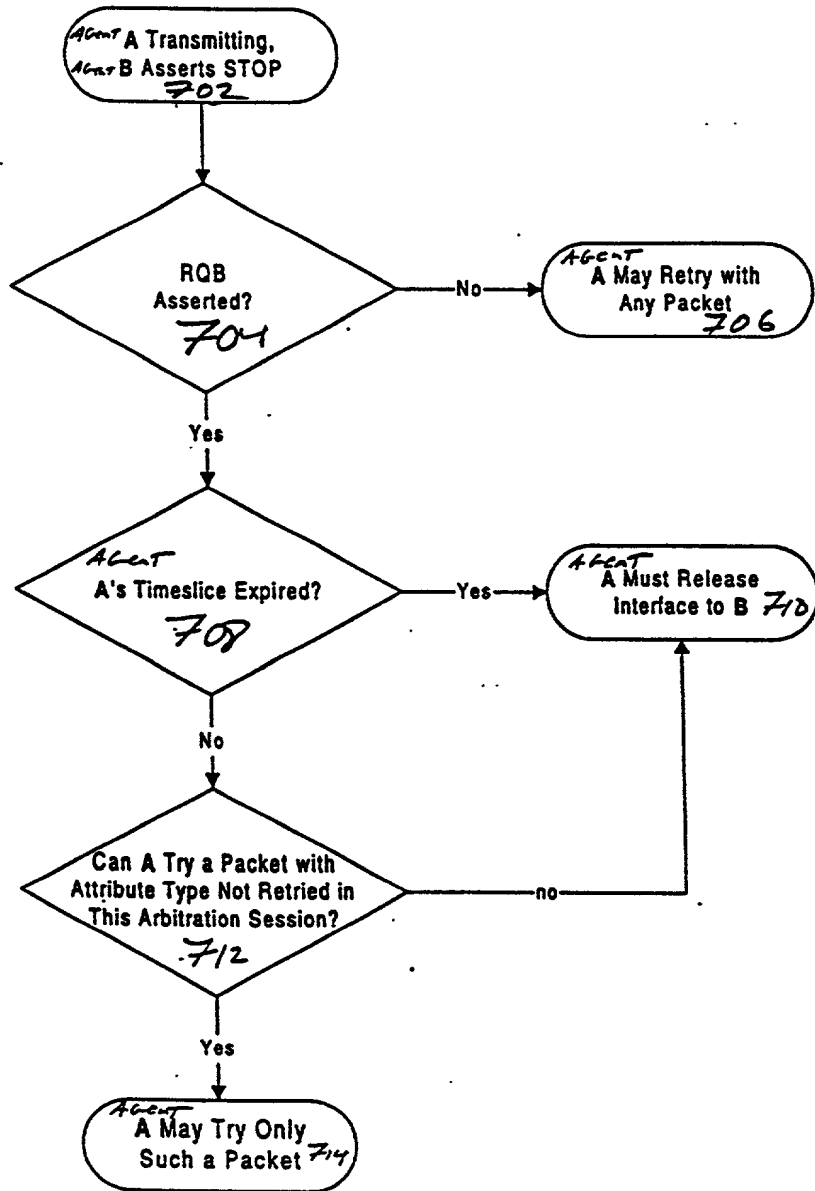 Agent A Transmitting,
Agent B Asserts STOP
702
RQB
Asserted?
704
No
AGenT
A May Retry with
Any Packet
706
Yes
AGenT
A's Timeslice Expired?
708
Yes
AGenT
A Must Release
Interface to B 710
No
Can A Try a Packet with
Attribute Type Not Retried in
This Arbitration Session?
712
no
Yes
AGenT
A May Try Only
Such a Packet 714